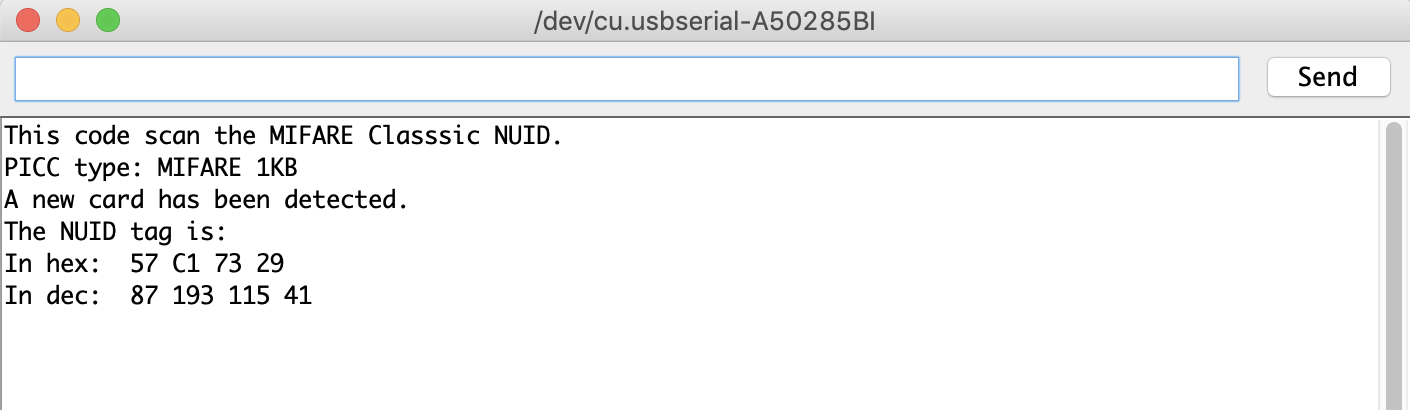 /dev/cu.usbserial-A50285BI
Send
This code scan the MIFARE Classsic NUID.
PICC type: MIFARE 1KB
A new card has been detected.
The NUID tag is:
In hex:  57 C1 73 29
In dec:  87 193 115 41